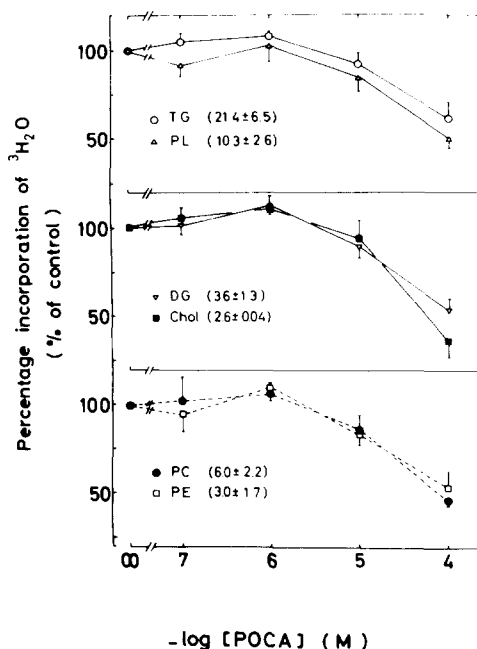 Percentage incorporation of ³H₂O
(% of control)
100
50
TG (21.4±6.5)
PL (10.3±2.6)
100
50
DG (3.6±1.3)
Chol (2.6±004)
100
50
PC (6.0±2.2)
PE (3.0±1.7)
∞ 7 6 5 4
-log [POCA] (M)